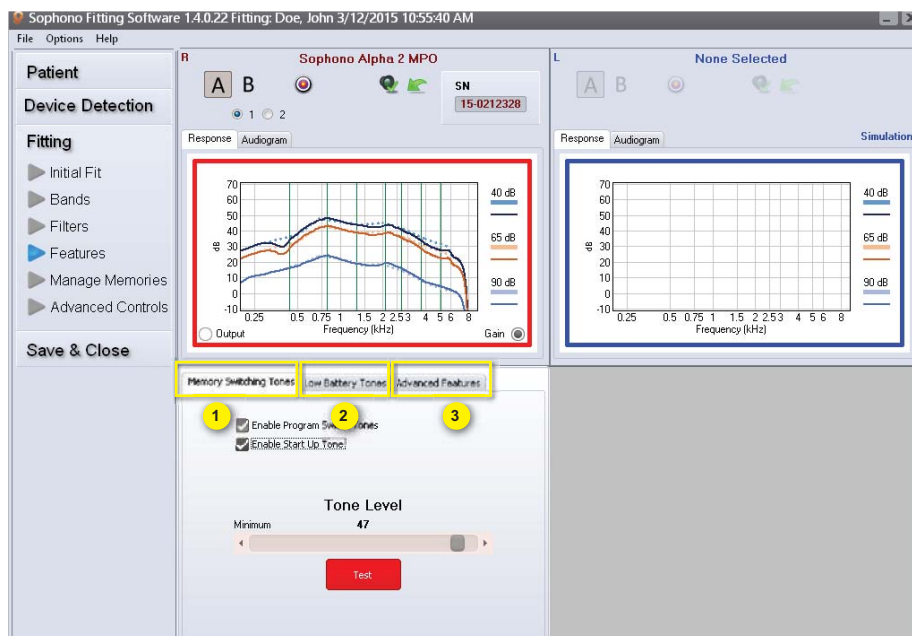 Sophono Fitting Software 1.4.0.22 Fitting: Doe, John 3/12/2015 10:55:40 AM
File Options Help
Patient
Device Detection
Fitting
Initial Fit
Bands
Filters
Features
Manage Memories
Advanced Controls
Save & Close
R Sophono Alpha 2 MPO
A B
SN
15-0212328
1 2
Response Audiogram
70
60
50
40
30
20
10
0
-10
dB
0.25 0.5 0.75 1 1.5 2 2.5 3 4 5 6 8
Frequency (kHz)
Output Gain
40 dB
65 dB
90 dB
L None Selected
A B
Response Audiogram Simulation
70
60
50
40
30
20
10
0
-10
dB
0.25 0.5 0.75 1 1.5 2 2.5 3 4 5 6 8
Frequency (kHz)
40 dB
65 dB
90 dB
Memory Switching Tones Low Battery Tones Advanced Features
1 2 3
Enable Program Tones
Enable Start Up Tone
Tone Level
Minimum 47
Test